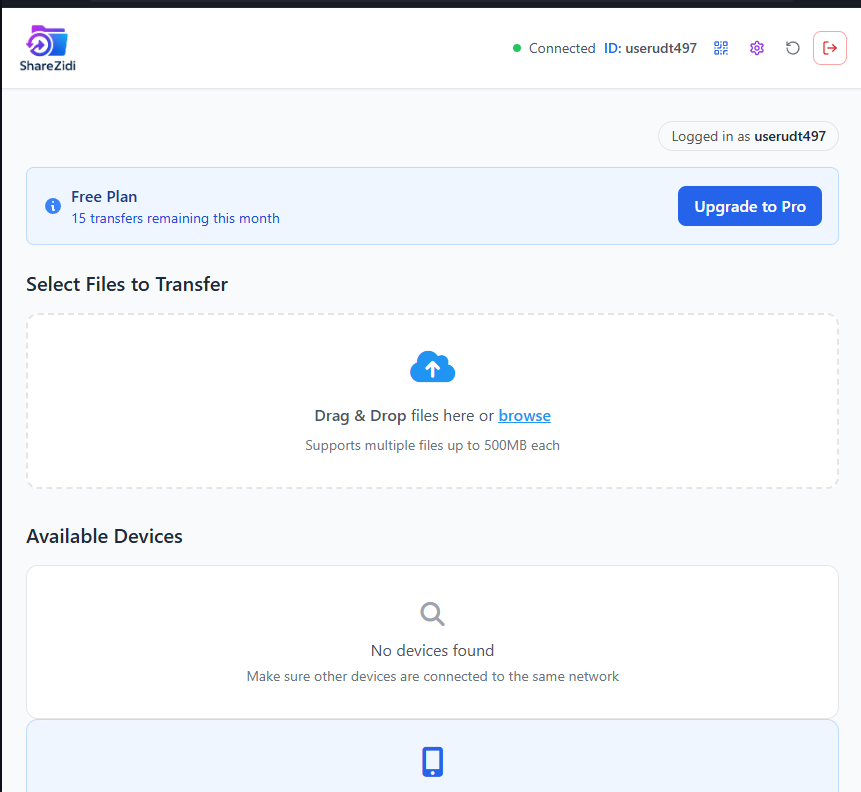 ShareZidi
Connected ID: userudt497
Logged in as userudt497
Free Plan
15 transfers remaining this month
Upgrade to Pro
Select Files to Transfer
Drag & Drop files here or browse
Supports multiple files up to 500MB each
Available Devices
No devices found
Make sure other devices are connected to the same network